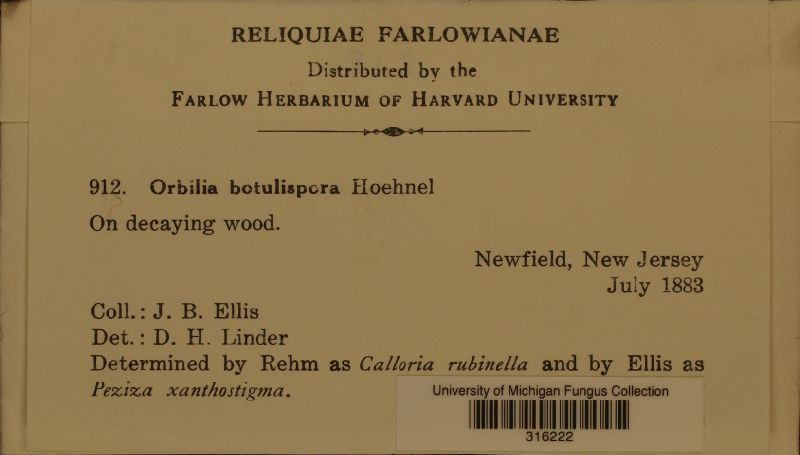 RELIQUIAE FARLOWIANAE
Distributed by the
FARLOW HERBARIUM OF HARVARD UNIVERSITY
912. Orbilia botulispora Hoehnel
On decaying wood.
Newfield, New Jersey
July 1883
Coll.: J. B. Ellis
Det.: D. H. Linder
Determined by Rehm as Calloria rubinella and by Ellis as
Peziza xanthostigma.
University of Michigan Fungus Collection
316222